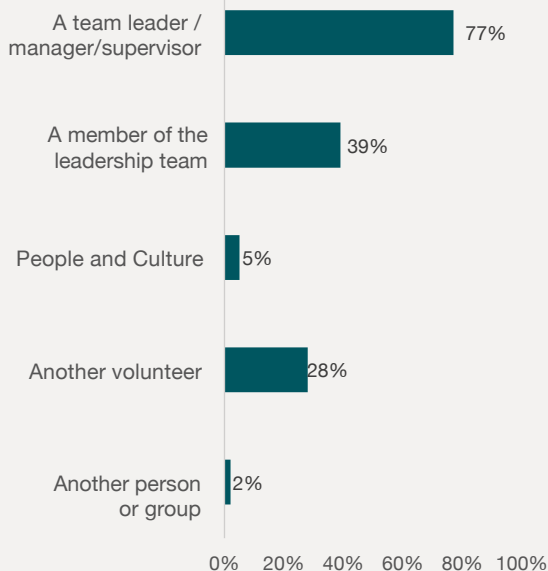 A team leader /
manager/supervisor
77%
A member of the
leadership team
39%
People and Culture
5%
Another volunteer
28%
Another person
or group
2%
0% 20% 40% 60% 80% 100%